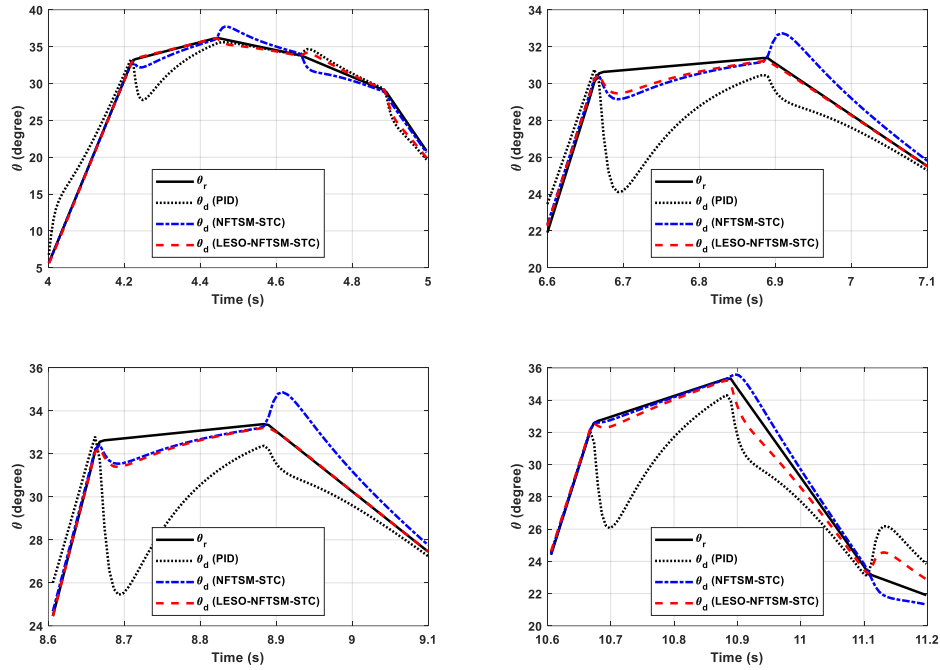 40
35
30
25
20
15
10
5
θ (degree)
θr
θd (PID)
θd (NFTSM-STC)
θd (LESO-NFTSM-STC)
4 4.2 4.4 4.6 4.8 5
Time (s)
34
32
30
28
26
24
22
20
θ (degree)
θr
θd (PID)
θd (NFTSM-STC)
θd (LESO-NFTSM-STC)
6.6 6.7 6.8 6.9 7 7.1
Time (s)
36
34
32
30
28
26
24
θ (degree)
θr
θd (PID)
θd (NFTSM-STC)
θd (LESO-NFTSM-STC)
8.6 8.7 8.8 8.9 9 9.1
Time (s)
36
34
32
30
28
26
24
22
20
θ (degree)
θr
θd (PID)
θd (NFTSM-STC)
θd (LESO-NFTSM-STC)
10.6 10.7 10.8 10.9 11 11.1 11.2
Time (s)